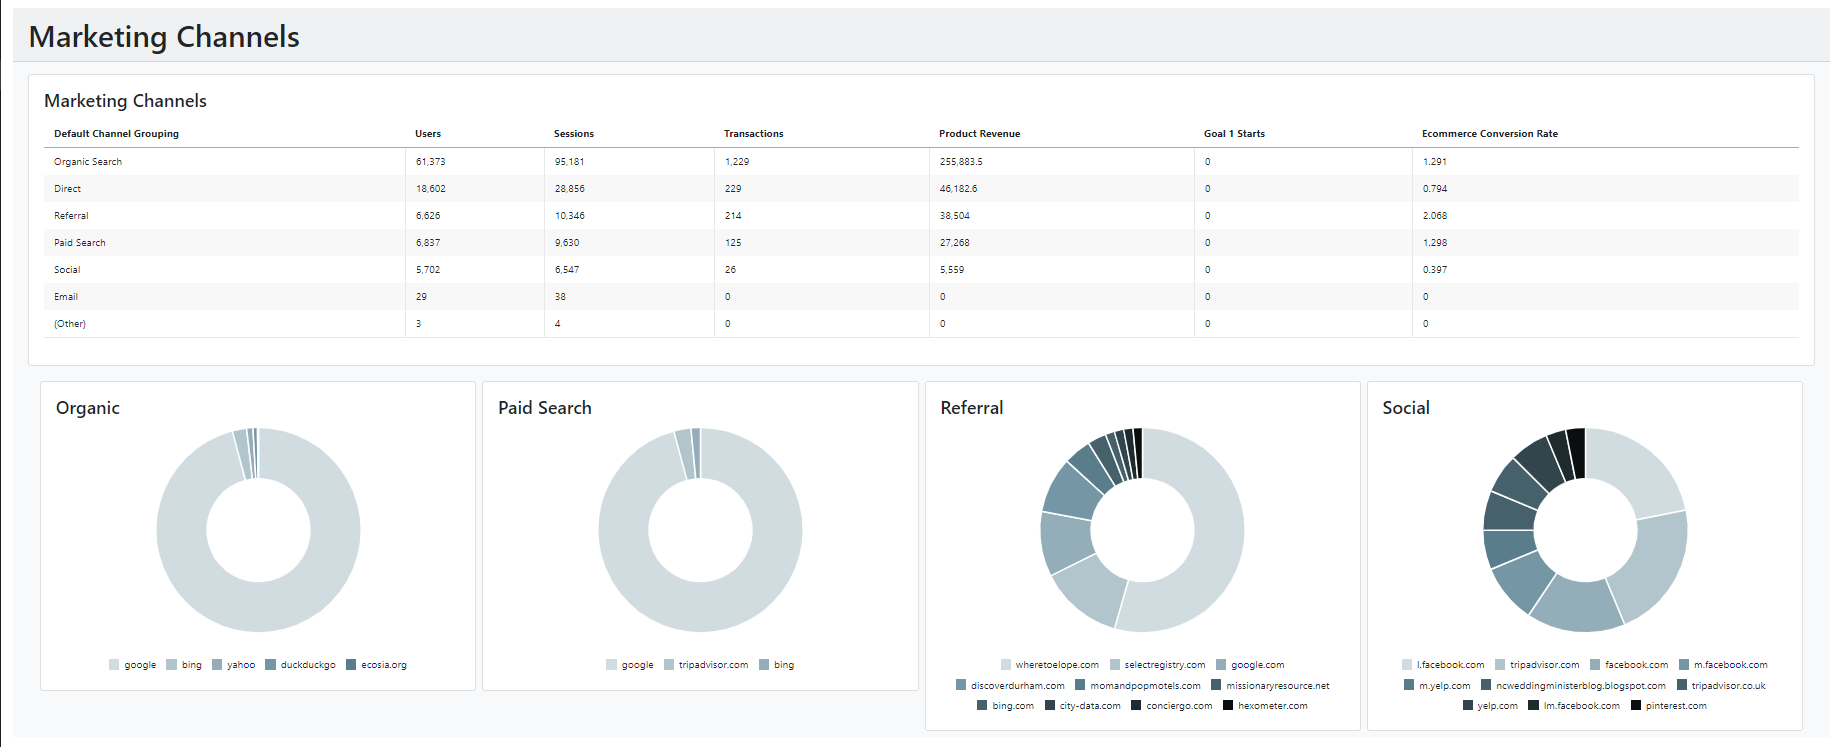 Marketing Channels
Marketing Channels
Default Channel Grouping Users Sessions Transactions Product Revenue Goal 1 Starts Ecommerce Conversion Rate
Organic Search 61,373 95,181 1,229 255,883.5 0 1.291
Direct 18,602 28,856 229 46,182.6 0 0.794
Referral 6,626 10,346 214 38,504 0 2.068
Paid Search 6,837 9,630 125 27,268 0 1.298
Social 5,702 6,547 26 5,559 0 0.397
Email 29 38 0 0 0 0
(Other) 3 4 0 0 0 0
Organic
google bing yahoo duckduckgo ecosia.org
Paid Search
google tripadvisor.com bing
Referral
wheretoelope.com selectregistry.com google.com
discoverdurham.com momandpopmotels.com missionaryresource.net
bing.com city-data.com conciergo.com hexometer.com
Social
l.facebook.com tripadvisor.com facebook.com m.facebook.com
m.yelp.com ncweddingministerblog.blogspot.com tripadvisor.co.uk
yelp.com lm.facebook.com pinterest.com